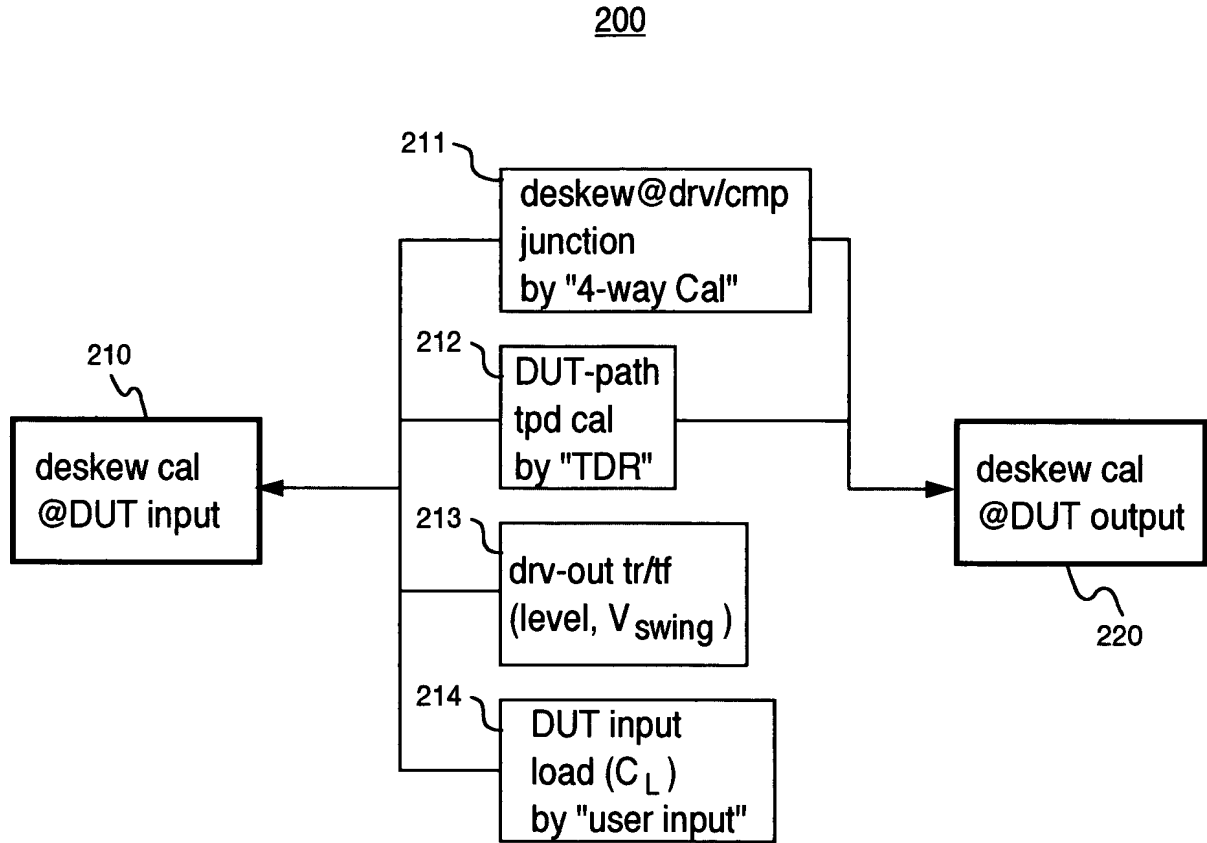 200
211
deskew@drv/cmp
junction
by "4-way Cal"
212
DUT-path
tpd cal
by "TDR"
210
deskew cal
@DUT input
213
drv-out tr/tf
(level, Vswing)
214
DUT input
load (CL)
by "user input"
deskew cal
@DUT output
220